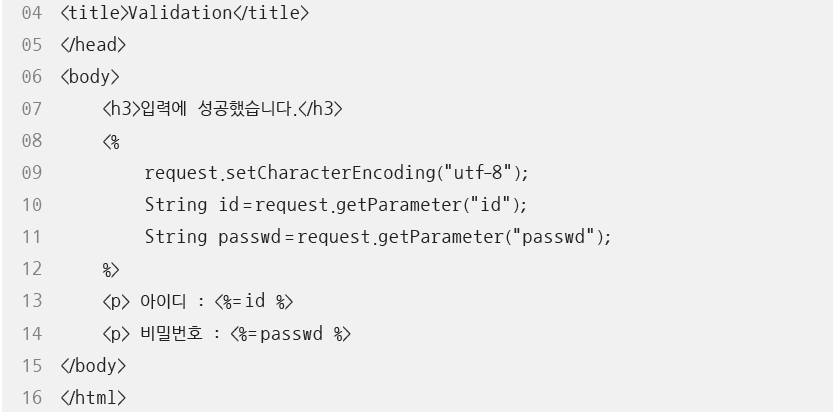 04 <title>Validation</title>
05 </head>
06 <body>
07 <h3>입력에 성공했습니다.</h3>
08 <%
09 request.setCharacterEncoding("utf-8");
10 String id=request.getParameter("id");
11 String passwd=request.getParameter("passwd");
12 %>
13 <p> 아이디 : <%=id %>
14 <p> 비밀번호 : <%=passwd %>
15 </body>
16 </html>